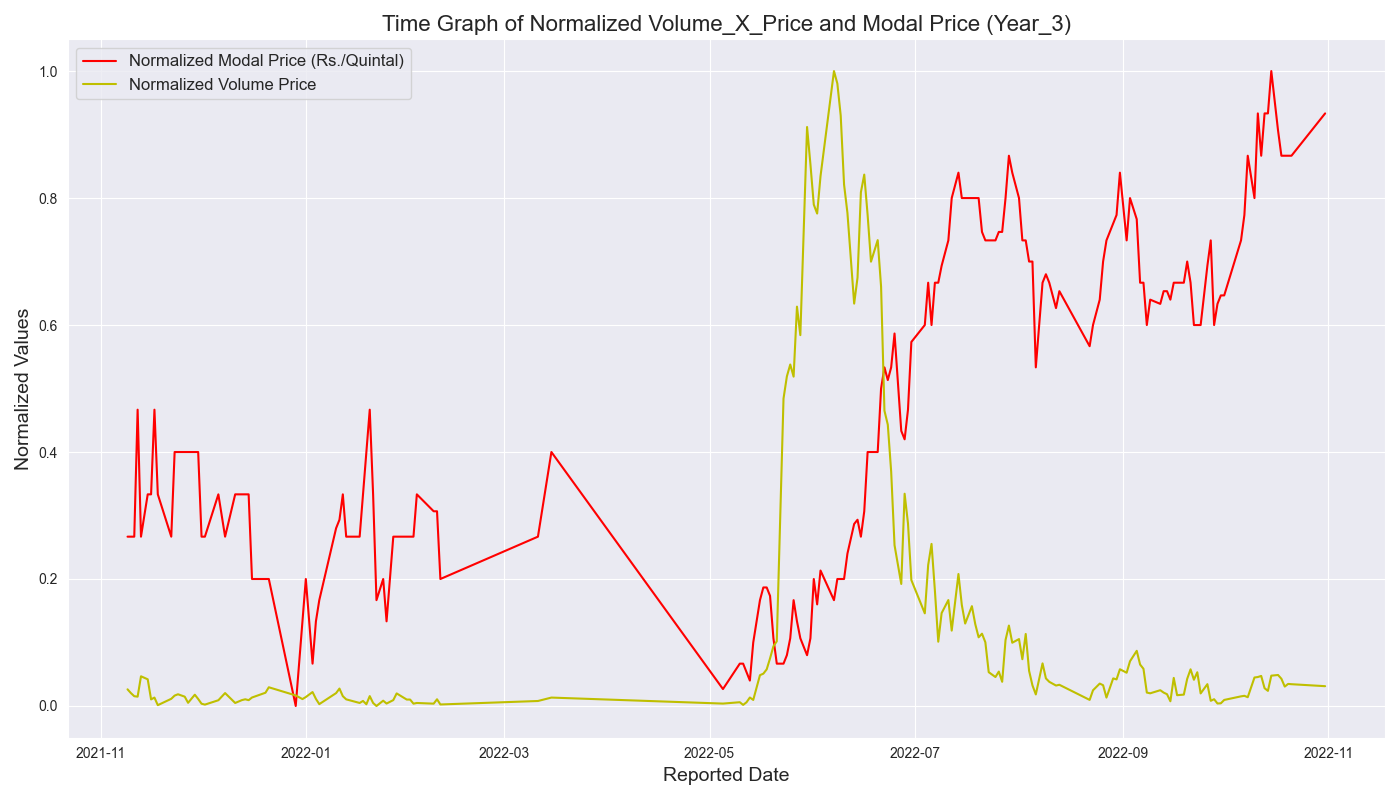 Time Graph of Normalized Volume_X_Price and Modal Price (Year_3)
Normalized Modal Price (Rs./Quintal)
Normalized Volume Price
1.0
0.8
0.6
0.4
0.2
0.0
Normalized Values
2021-11 2022-01 2022-03 2022-05 2022-07 2022-09 2022-11
Reported Date